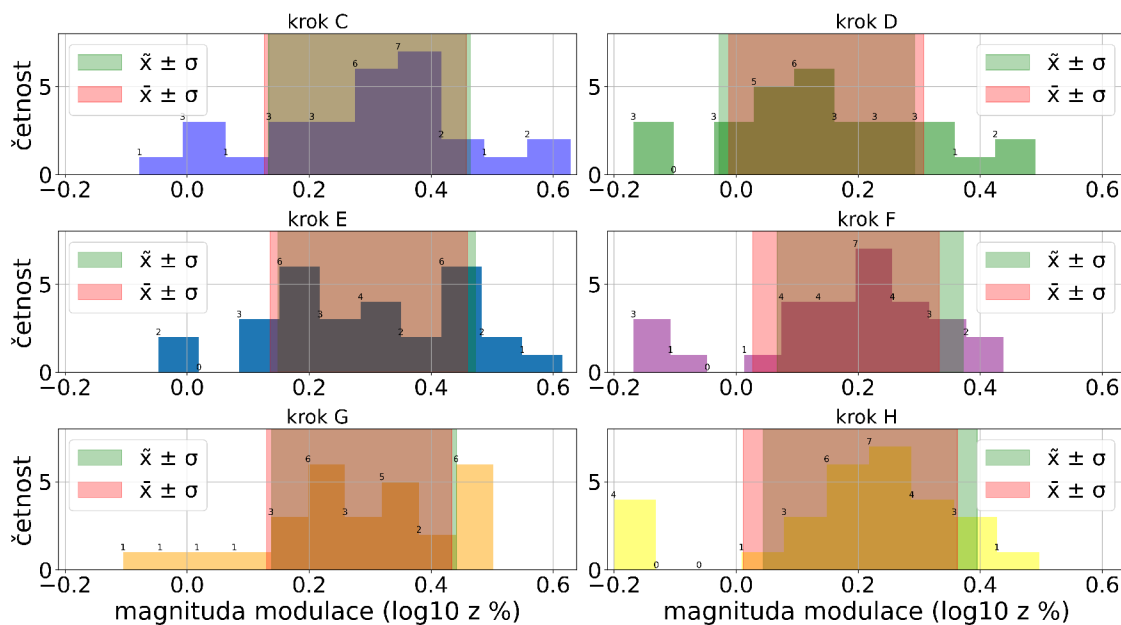 krok C
x̃ ± σ
x̄ ± σ
četnost
5
0
1 3 1 3 3 6 7 2 1 2
−0.2 0.0 0.2 0.4 0.6
krok D
x̃ ± σ
x̄ ± σ
5
0
3 0 3 5 6 3 3 3 1 2
−0.2 0.0 0.2 0.4 0.6
krok E
x̃ ± σ
x̄ ± σ
četnost
5
0
2 0 3 6 3 4 2 6 2 1
−0.2 0.0 0.2 0.4 0.6
krok F
x̃ ± σ
x̄ ± σ
5
0
3 1 0 1 4 4 7 4 3 2
−0.2 0.0 0.2 0.4 0.6
krok G
x̃ ± σ
x̄ ± σ
četnost
5
0
1 1 1 1 3 6 3 5 2 6
−0.2 0.0 0.2 0.4 0.6
magnituda modulace (log10 z %)
krok H
x̃ ± σ
x̄ ± σ
5
0
4 0 0 1 3 6 7 4 3 1
−0.2 0.0 0.2 0.4 0.6
magnituda modulace (log10 z %)